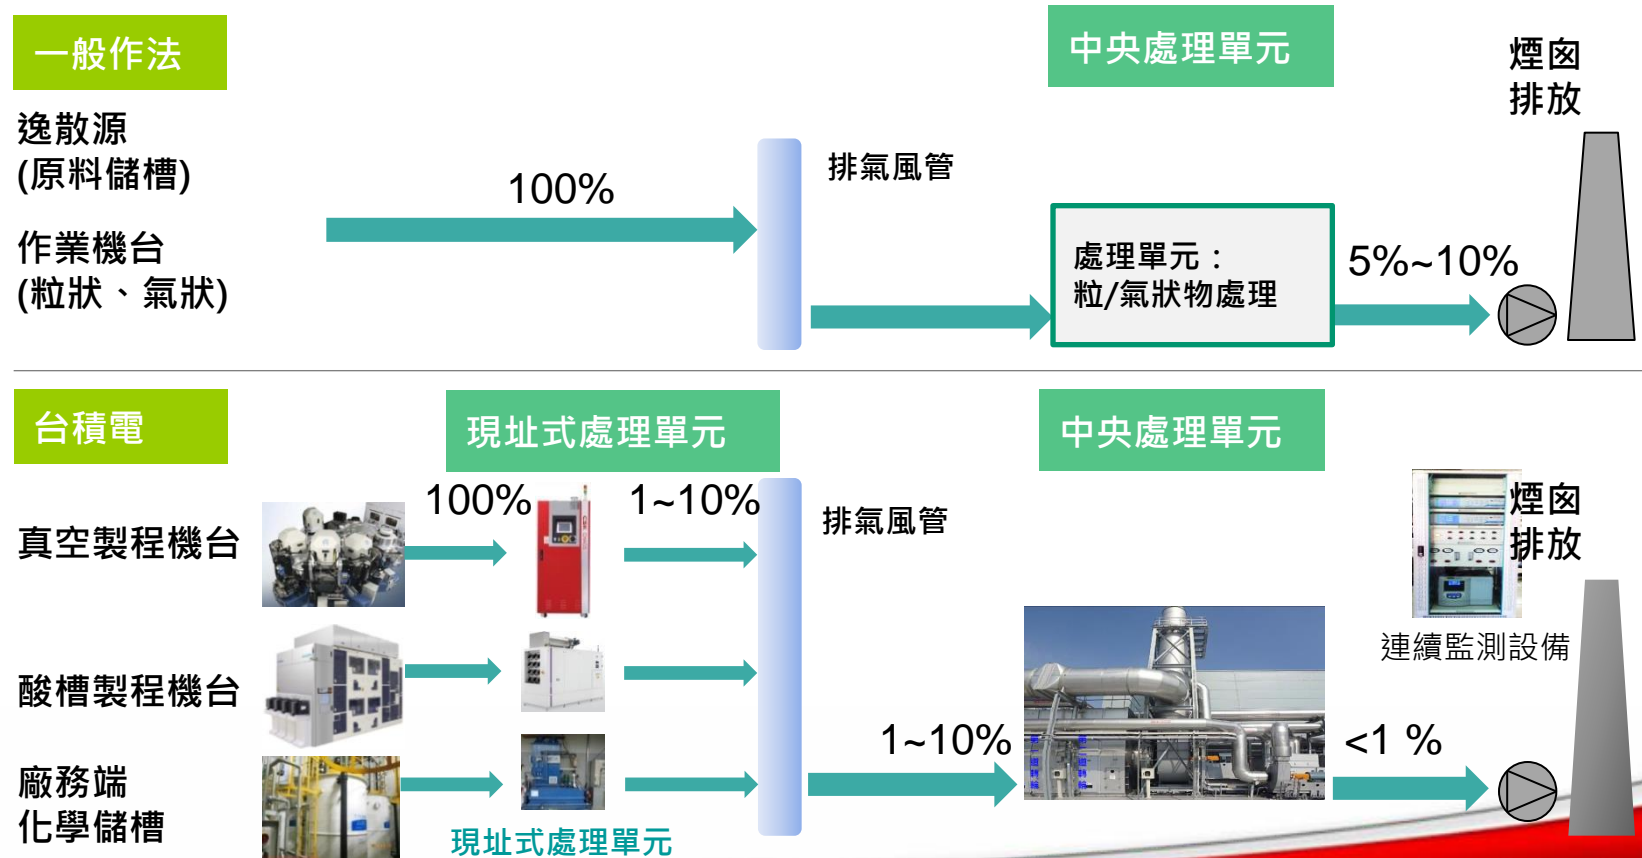 一般作法
中央處理單元
煙囪
排放
逸散源
(原料儲槽)
100%
排氣風管
作業機台
(粒狀、氣狀)
處理單元：
粒/氣狀物處理
5%~10%
台積電
現址式處理單元
中央處理單元
100%
1~10%
排氣風管
煙囪
排放
真空製程機台
連續監測設備
酸槽製程機台
1~10%
<1 %
廠務端
化學儲槽
現址式處理單元